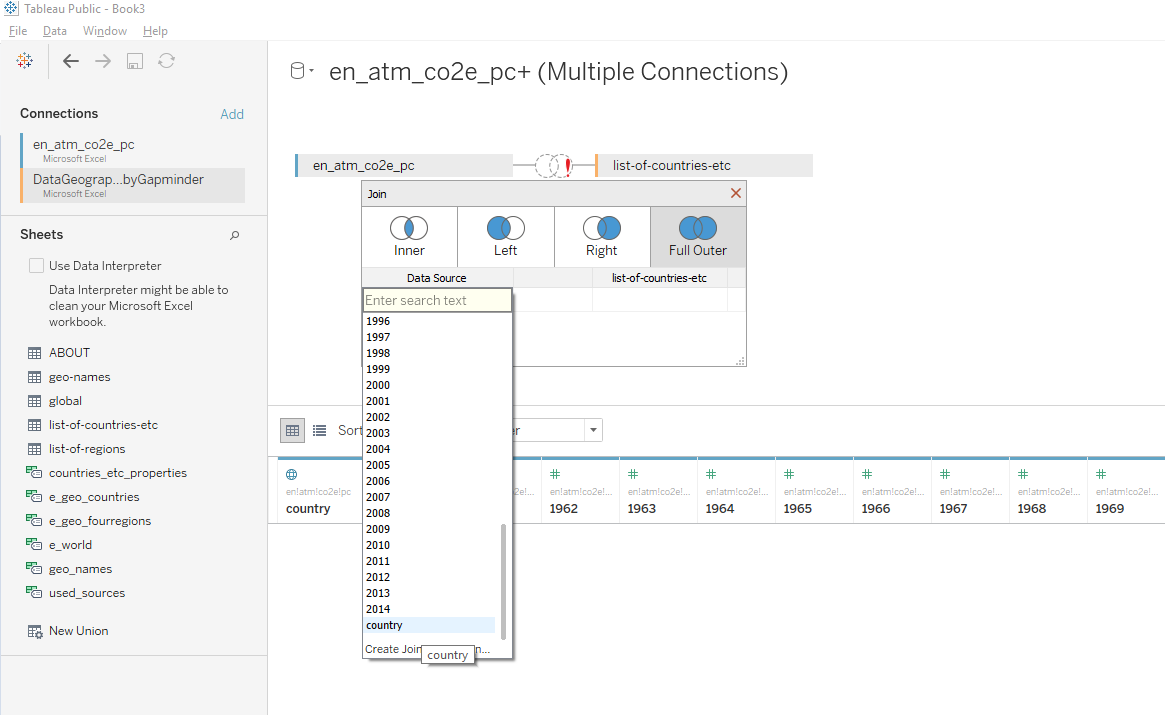 Tableau Public - Book3
File Data Window Help
Connections Add
en_atm_co2e_pc
Microsoft Excel
DataGeograp...byGapminder
Microsoft Excel
Sheets
Use Data Interpreter
Data Interpreter might be able to
clean your Microsoft Excel
workbook.
ABOUT
geo-names
global
list-of-countries-etc
list-of-regions
countries_etc_properties
e_geo_countries
e_geo_fourregions
e_world
geo_names
used_sources
New Union
en_atm_co2e_pc+ (Multiple Connections)
en_atm_co2e_pc list-of-countries-etc
Join
Inner Left Right Full Outer
Data Source list-of-countries-etc
Enter search text
1996
1997
1998
1999
2000
2001
2002
2003
2004
2005
2006
2007
2008
2009
2010
2011
2012
2013
2014
country
Create Join
n...
country
Sort
er
en!atm!co2e!pc
country
2e!...
en!atm!co2e!... en!atm!co2e!... en!atm!co2e!... en!atm!co2e!... en!atm!co2e!... en!atm!co2e!... en!atm!co2e!... en!atm!co2e!...
1962 1963 1964 1965 1966 1967 1968 1969